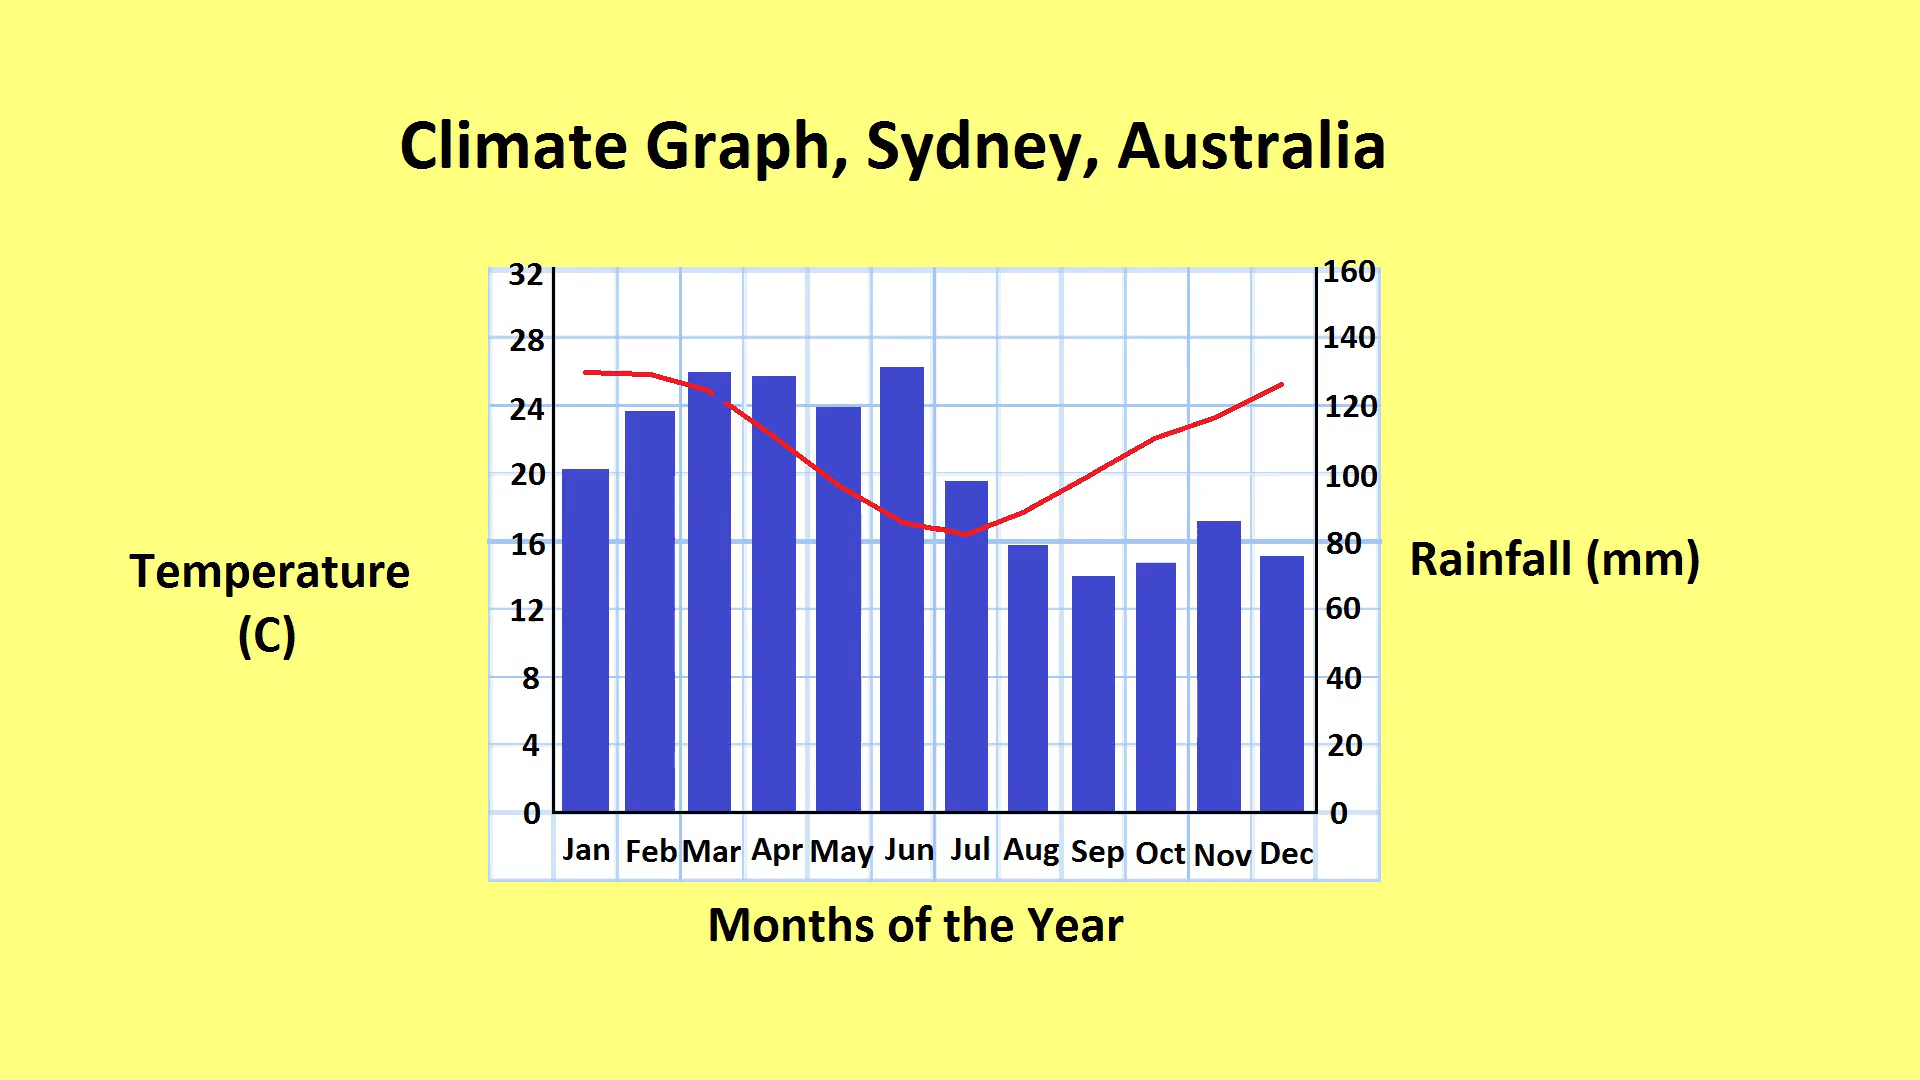 Climate Graph, Sydney, Australia
32 160
28 140
24 120
20 100
16 80
12 60
8 40
4 20
0 0
Temperature
(C)
Rainfall (mm)
Jan Feb Mar Apr May Jun Jul Aug Sep Oct Nov Dec
Months of the Year